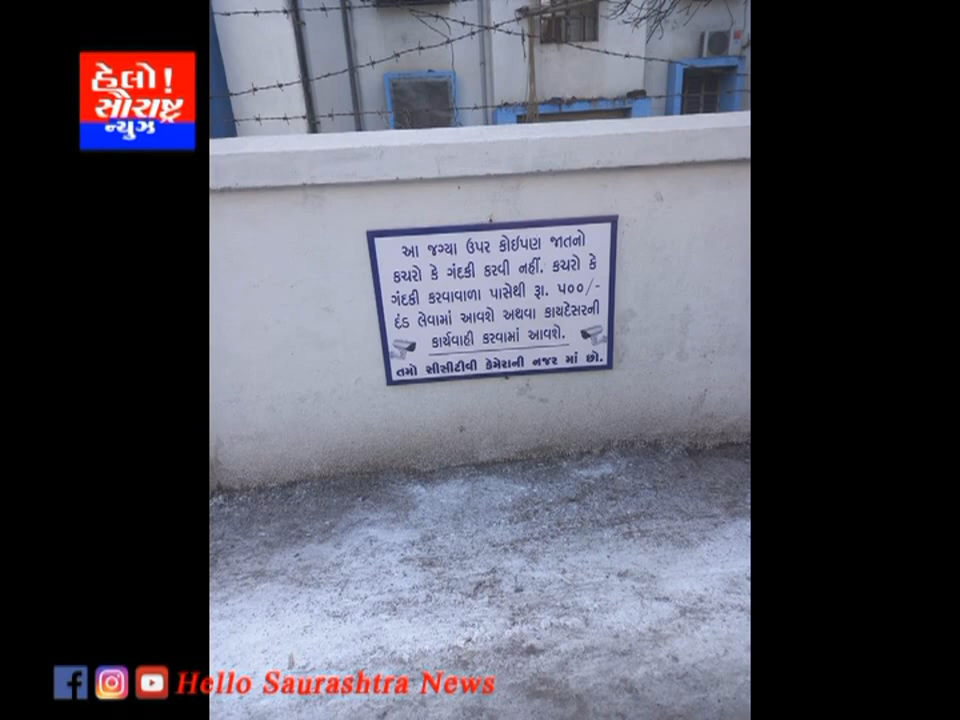 હેલો!
સૌરાષ્ટ્ર
ન્યુઝ
આ જગ્યા ઉપર કોઈપણ જાતનો
કચરો કે ગંદકી કરવી નહીં. કચરો કે
ગંદકી કરવાવાળા પાસેથી રૂા. ૫૦૦/-
દંડ લેવામાં આવશે અથવા કાયદેસરની
કાર્યવાહી કરવામાં આવશે.
તમો સીસીટીવી કેમેરાની નજર માં છો.
Hello Saurashtra News